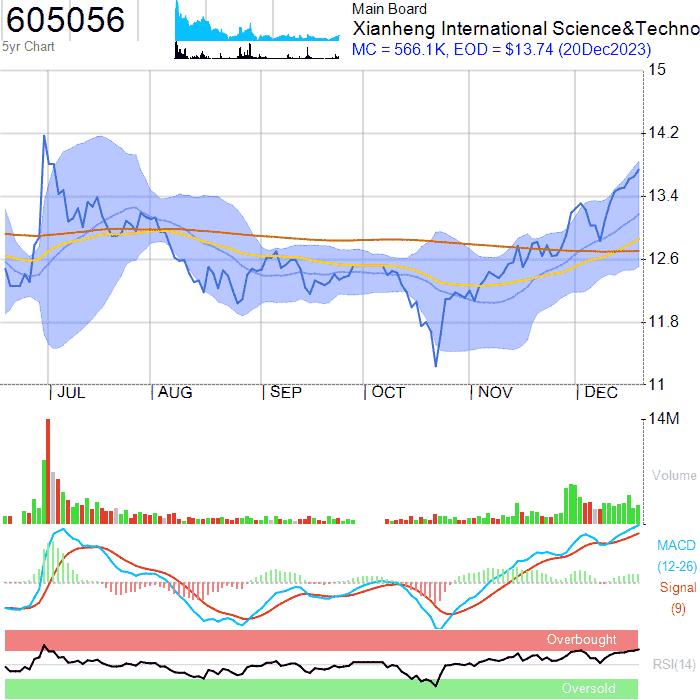 605056
5yr Chart
Main Board
Xianheng International Science&Techno
MC = 566.1K, EOD = $13.74 (20Dec2023)
15
14.2
13.4
12.6
11.8
11
JUL AUG SEP OCT NOV DEC
14M
Volume
MACD
(12-26)
Signal
(9)
Overbought
RSI(14)
Oversold